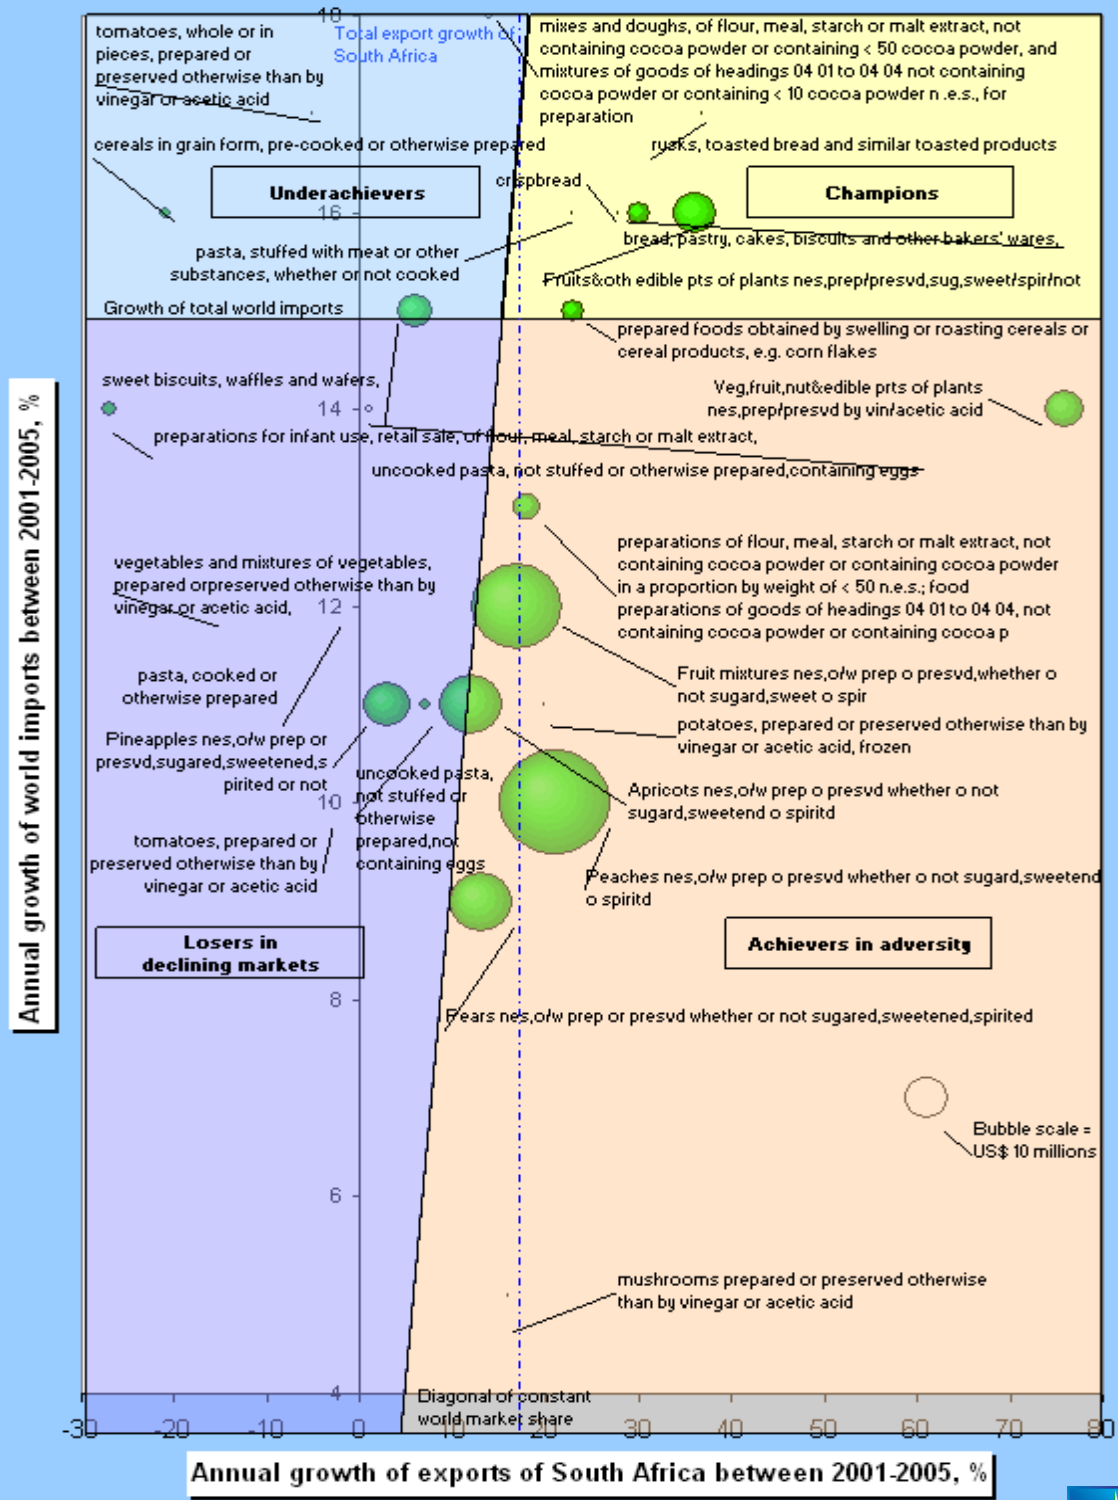 tomatoes, whole or in
pieces, prepared or
preserved otherwise than by
vinegar or acetic acid
Total export growth of
South Africa
mixes and doughs, of flour, meal, starch or malt extract, not
containing cocoa powder or containing < 50 cocoa powder, and
mixtures of goods of headings 04 01 to 04 04 not containing
cocoa powder or containing < 10 cocoa powder n .e.s., for
preparation
cereals in grain form, pre-cooked or otherwise prepared
rusks, toasted bread and similar toasted products
Underachievers
crispbread
Champions
16
bread, pastry, cakes, biscuits and other bakers' wares,
pasta, stuffed with meat or other
substances, whether or not cooked
Fruits&oth edible pts of plants nes,prep/presvd,sug,sweet/spir/not
Growth of total world imports
prepared foods obtained by swelling or roasting cereals or
cereal products, e.g. corn flakes
sweet biscuits, waffles and wafers,
Veg,fruit,nut&edible prts of plants
nes,prep/presvd by vin/acetic acid
14
preparations for infant use, retail sale, of flour, meal, starch or malt extract,
uncooked pasta, not stuffed or otherwise prepared,containing eggs
preparations of flour, meal, starch or malt extract, not
containing cocoa powder or containing cocoa powder
in a proportion by weight of < 50 n.e.s.; food
preparations of goods of headings 04 01 to 04 04, not
containing cocoa powder or containing cocoa p
vegetables and mixtures of vegetables,
prepared orpreserved otherwise than by
vinegar or acetic acid,
12
pasta, cooked or
otherwise prepared
Fruit mixtures nes,o/w prep o presvd,whether o
not sugard,sweet o spir
potatoes, prepared or preserved otherwise than by
vinegar or acetic acid, frozen
Pineapples nes,o/w prep or
presvd,sugared,sweetened,s
pirited or not
uncooked pasta,
not stuffed or
otherwise
prepared,not
containing eggs
10
Apricots nes,o/w prep o presvd whether o not
sugard,sweetend o spiritd
tomatoes, prepared or
preserved otherwise than by
vinegar or acetic acid
Peaches nes,o/w prep o presvd whether o not sugard,sweetend
o spiritd
Losers in
declining markets
Achievers in adversity
8
Pears nes,o/w prep or presvd whether or not sugared,sweetened,spirited
Bubble scale =
US$ 10 millions
6
mushrooms prepared or preserved otherwise
than by vinegar or acetic acid
4
Diagonal of constant
world market share
-30 -20 -10 0 10 20 30 40 50 60 70 80
Annual growth of world imports between 2001-2005, %
Annual growth of exports of South Africa between 2001-2005, %